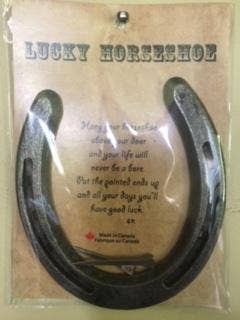 LUCKY HORSESHOE
Hang your horseshoe
above your door
and your life will
never be a bore.
Put the pointed ends up
and all your days you'll
have good luck.
Made in Canada
Fabriqué au Canada